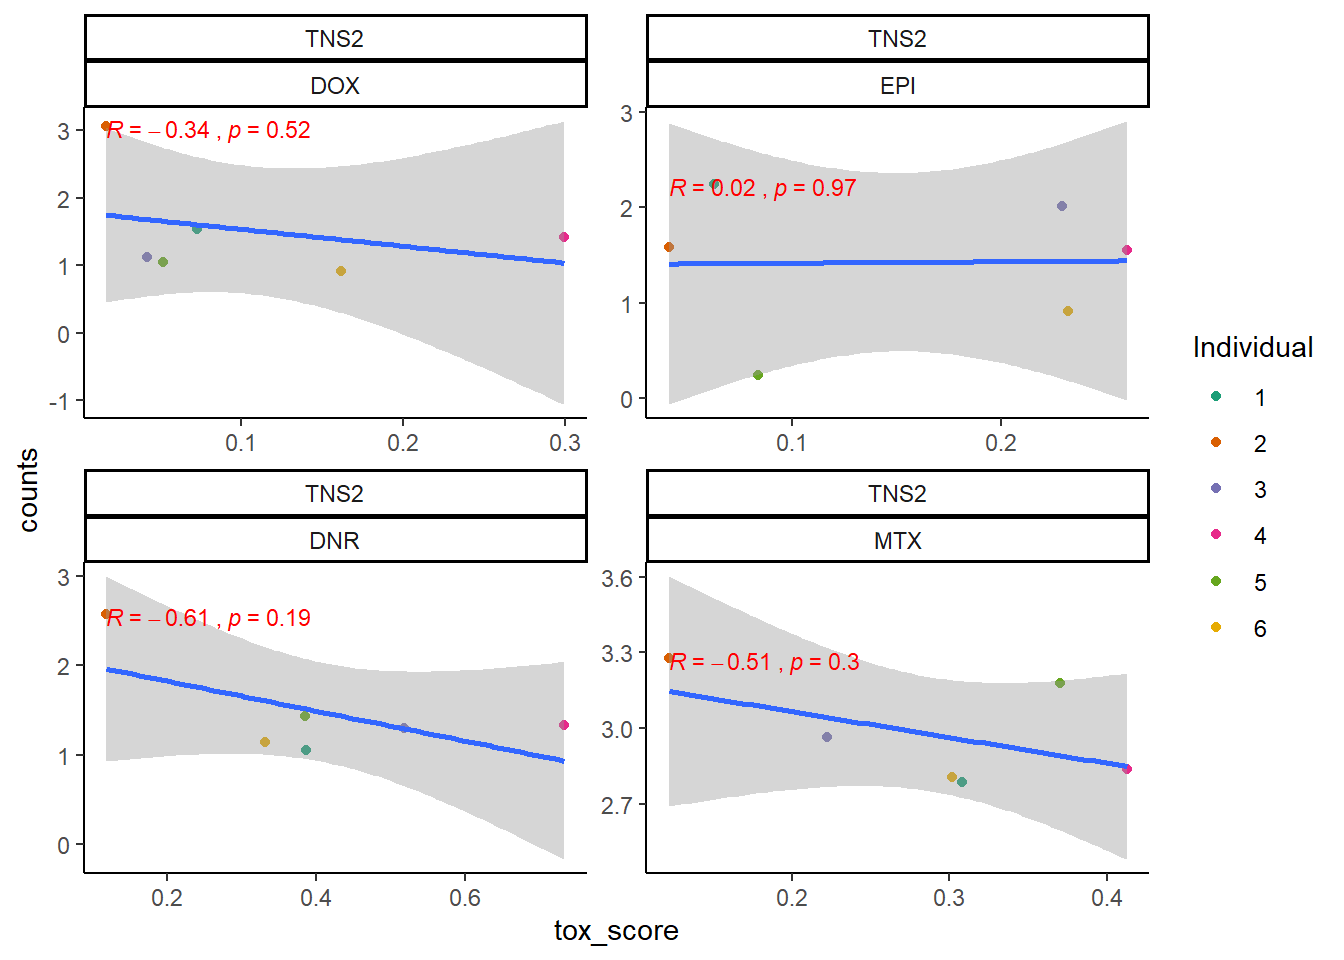 TNS2
DOX
R = −0.34 , p = 0.52
3
2
1
0
-1
0.1
0.2
0.3
TNS2
EPI
R = 0.02 , p = 0.97
3
2
1
0
0.1
0.2
TNS2
DNR
R = −0.61 , p = 0.19
3
2
1
0
0.2
0.4
0.6
TNS2
MTX
R = −0.51 , p = 0.3
3.6
3.3
3.0
2.7
0.2
0.3
0.4
counts
tox_score
Individual
1
2
3
4
5
6